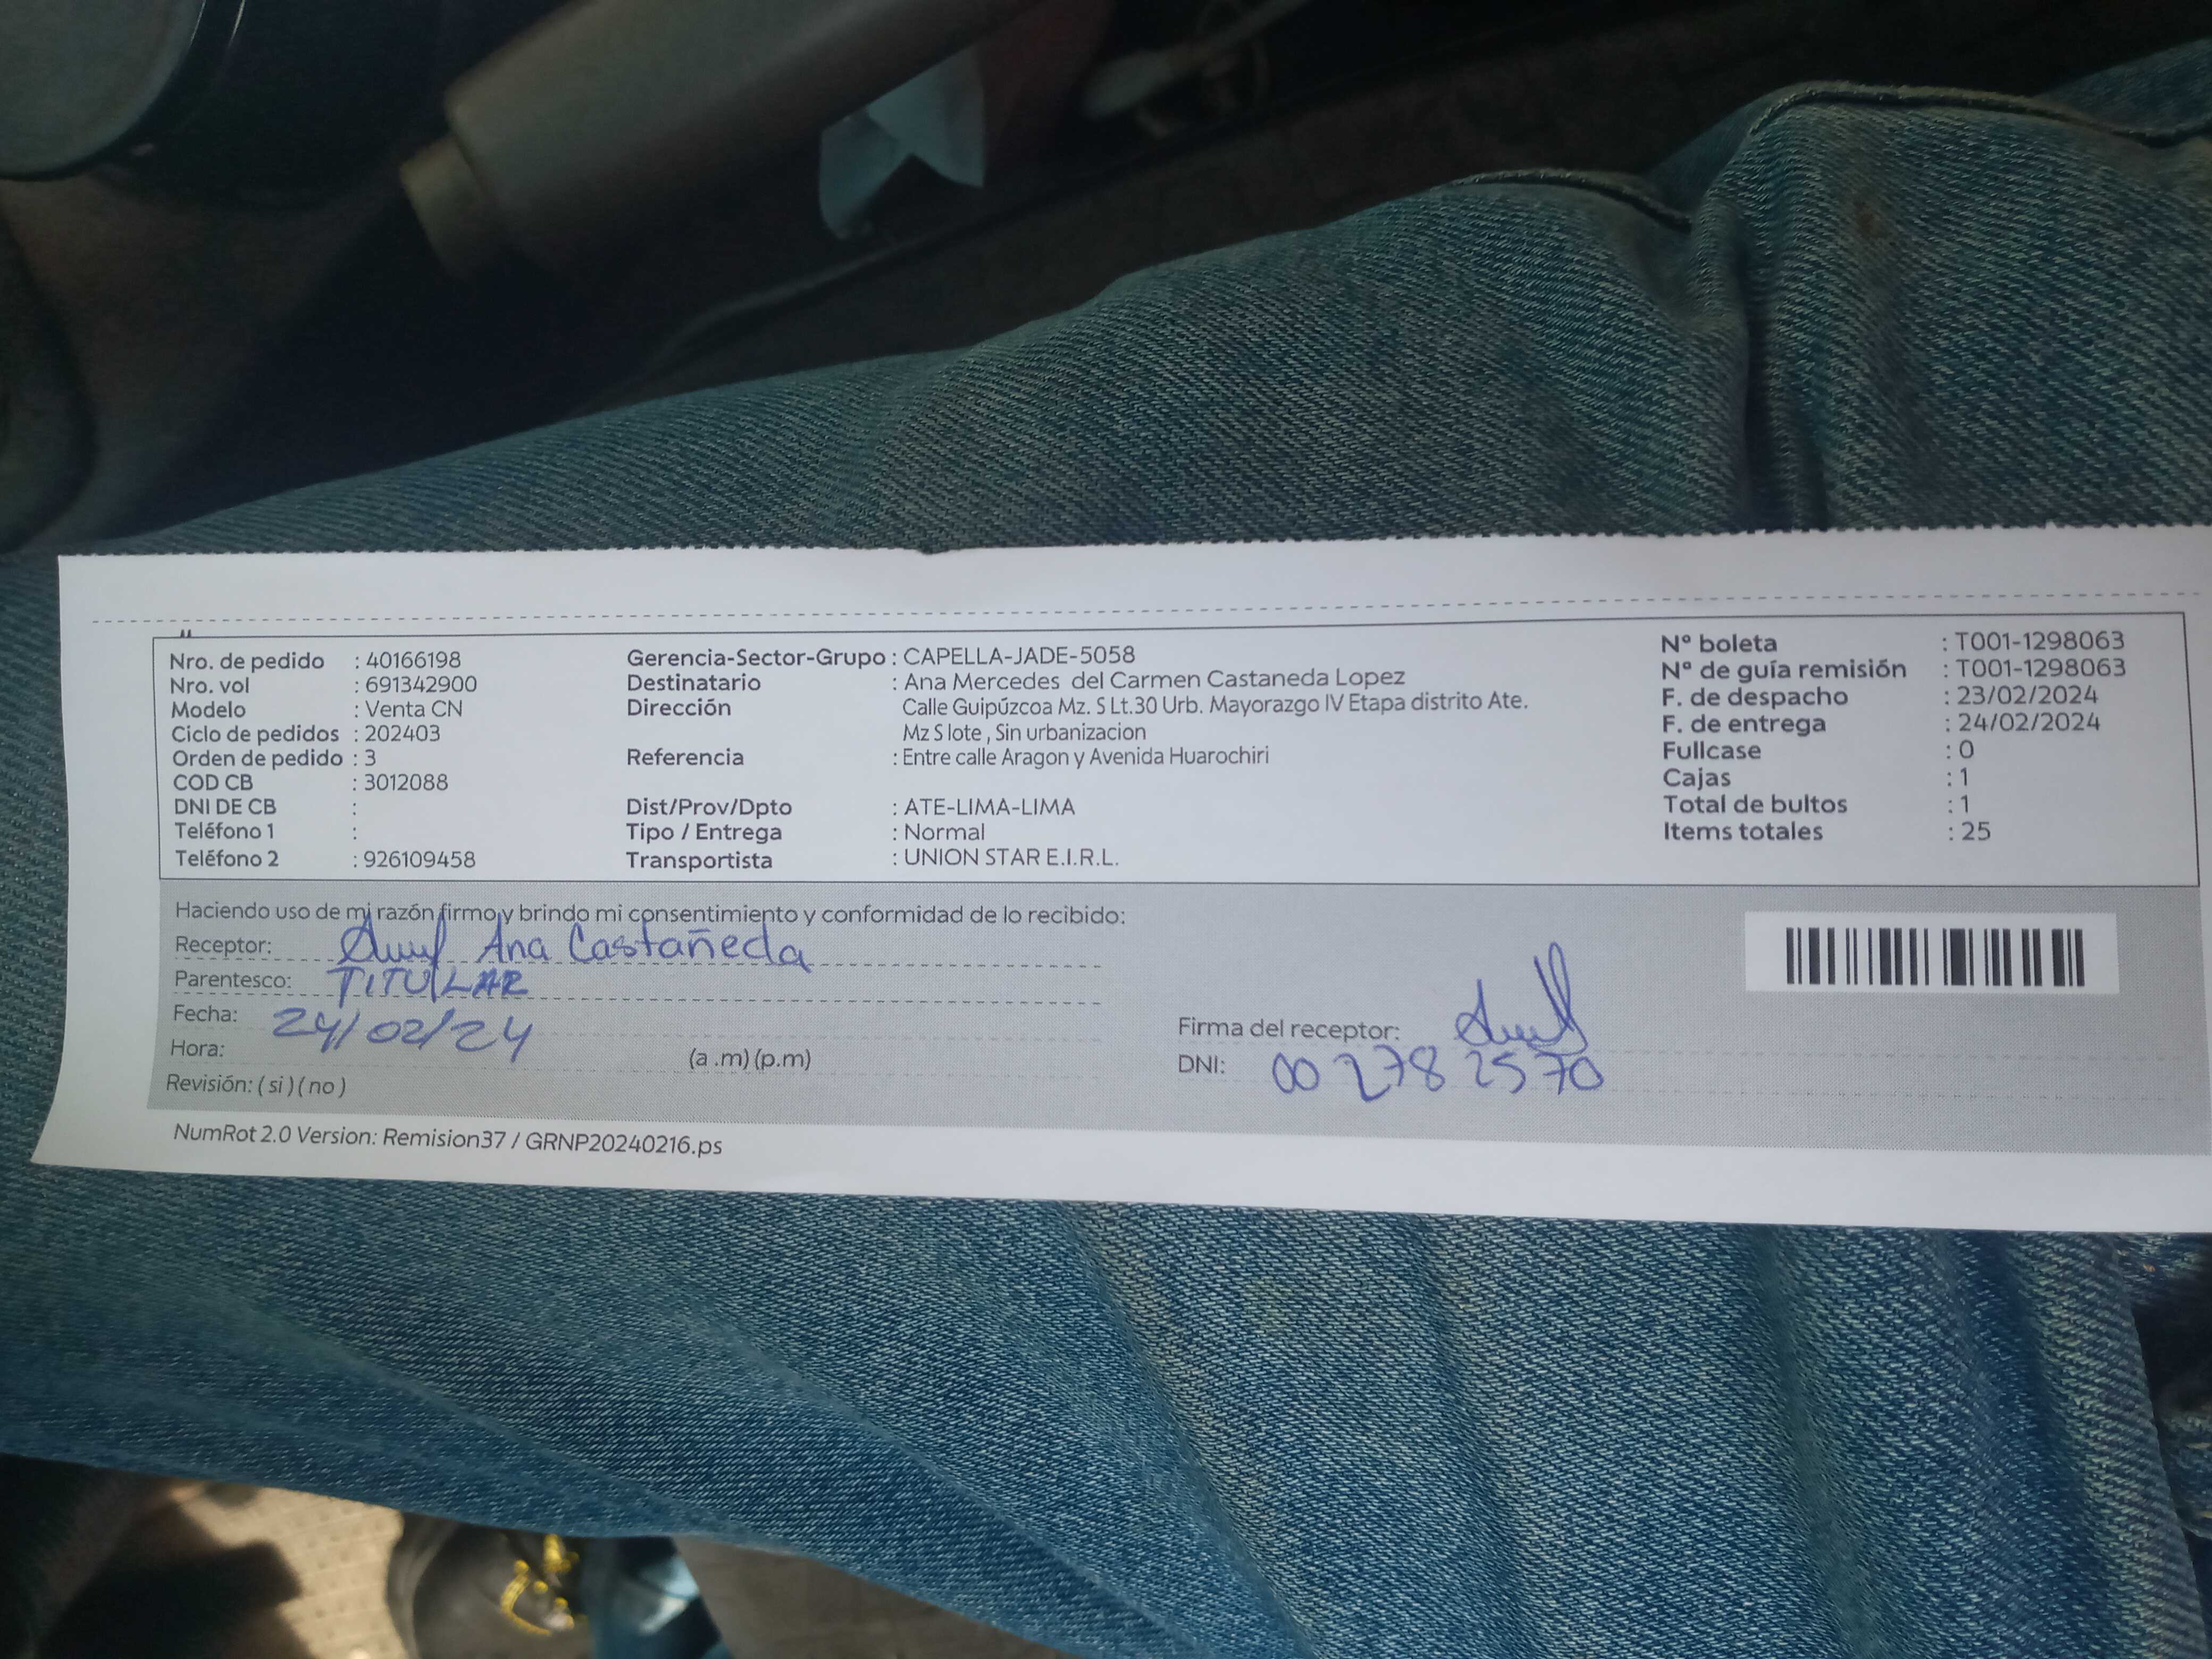 Nro. de pedido : 40166198
Nro. vol : 691342900
Modelo : Venta CN
Ciclo de pedidos : 202403
Orden de pedido : 3
COD CB : 3012088
DNI DE CB :
Teléfono 1 :
Teléfono 2 : 926109458
Gerencia-Sector-Grupo : CAPELLA-JADE-5058
Destinatario : Ana Mercedes del Carmen Castaneda Lopez
Dirección Calle Guipúzcoa Mz. S Lt.30 Urb. Mayorazgo IV Etapa distrito Ate.
Mz S lote , Sin urbanizacion
Referencia : Entre calle Aragon y Avenida Huarochiri
Dist/Prov/Dpto : ATE-LIMA-LIMA
Tipo / Entrega : Normal
Transportista : UNION STAR E.I.R.L.
N° boleta : T001-1298063
N° de guía remisión : T001-1298063
F. de despacho : 23/02/2024
F. de entrega : 24/02/2024
Fullcase : 0
Cajas : 1
Total de bultos : 1
Items totales : 25
Haciendo uso de mi razón firmo y brindo mi consentimiento y conformidad de lo recibido:
Receptor: Ana Castañeda
Parentesco: TITULAR
Fecha: 24/02/24
Hora: (a .m) (p.m)
Revisión: ( si ) ( no )
Firma del receptor:
DNI: 002782570
NumRot 2.0 Version: Remision37 / GRNP20240216.ps